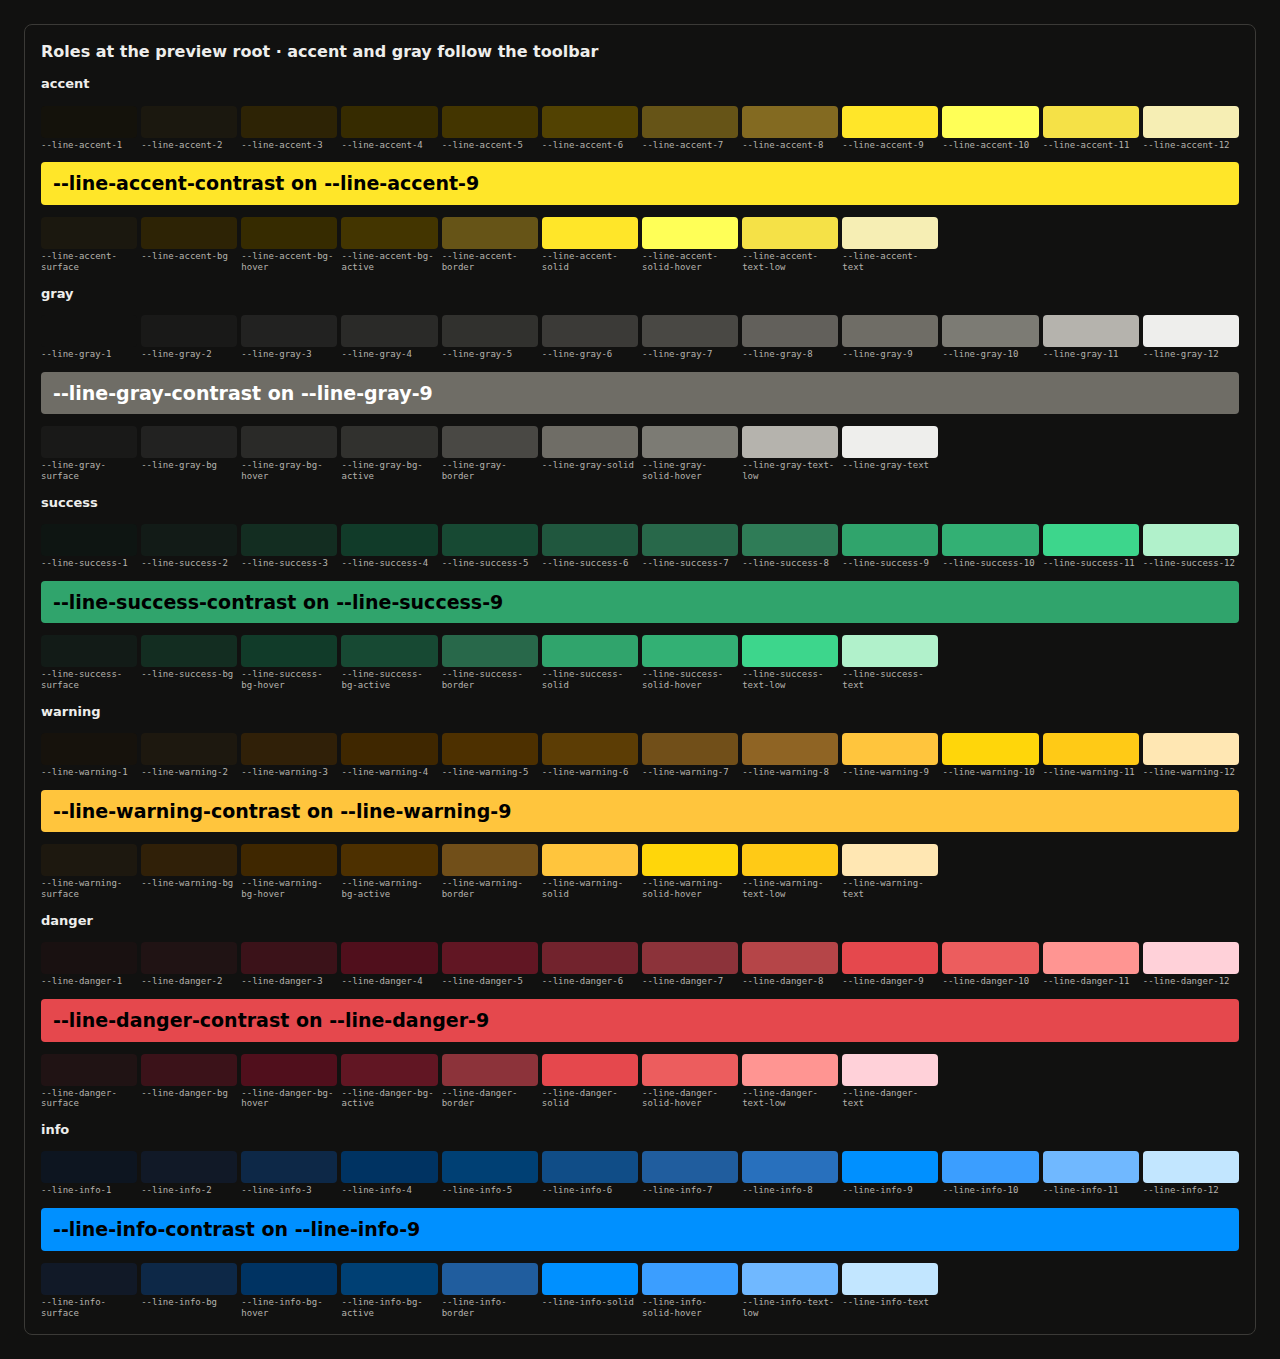 Roles at the preview root · accent and gray follow the toolbar
accent
--line-accent-1 --line-accent-2 --line-accent-3 --line-accent-4 --line-accent-5 --line-accent-6 --line-accent-7 --line-accent-8 --line-accent-9 --line-accent-10 --line-accent-11 --line-accent-12
--line-accent-contrast on --line-accent-9
--line-accent- --line-accent-bg --line-accent-bg- --line-accent-bg- --line-accent- --line-accent- --line-accent- --line-accent- --line-accent-
surface hover active border solid solid-hover text-low text
gray
--line-gray-1 --line-gray-2 --line-gray-3 --line-gray-4 --line-gray-5 --line-gray-6 --line-gray-7 --line-gray-8 --line-gray-9 --line-gray-10 --line-gray-11 --line-gray-12
--line-gray-contrast on --line-gray-9
--line-gray- --line-gray-bg --line-gray-bg- --line-gray-bg- --line-gray- --line-gray-solid --line-gray- --line-gray-text- --line-gray-text
surface hover active border solid-hover low
success
--line-success-1 --line-success-2 --line-success-3 --line-success-4 --line-success-5 --line-success-6 --line-success-7 --line-success-8 --line-success-9 --line-success-10 --line-success-11 --line-success-12
--line-success-contrast on --line-success-9
--line-success- --line-success-bg --line-success- --line-success- --line-success- --line-success- --line-success- --line-success- --line-success-
surface bg-hover bg-active border solid solid-hover text-low text
warning
--line-warning-1 --line-warning-2 --line-warning-3 --line-warning-4 --line-warning-5 --line-warning-6 --line-warning-7 --line-warning-8 --line-warning-9 --line-warning-10 --line-warning-11 --line-warning-12
--line-warning-contrast on --line-warning-9
--line-warning- --line-warning-bg --line-warning- --line-warning- --line-warning- --line-warning- --line-warning- --line-warning- --line-warning-
surface bg-hover bg-active border solid solid-hover text-low text
danger
--line-danger-1 --line-danger-2 --line-danger-3 --line-danger-4 --line-danger-5 --line-danger-6 --line-danger-7 --line-danger-8 --line-danger-9 --line-danger-10 --line-danger-11 --line-danger-12
--line-danger-contrast on --line-danger-9
--line-danger- --line-danger-bg --line-danger-bg- --line-danger-bg- --line-danger- --line-danger- --line-danger- --line-danger- --line-danger-
surface hover active border solid solid-hover text-low text
info
--line-info-1 --line-info-2 --line-info-3 --line-info-4 --line-info-5 --line-info-6 --line-info-7 --line-info-8 --line-info-9 --line-info-10 --line-info-11 --line-info-12
--line-info-contrast on --line-info-9
--line-info- --line-info-bg --line-info-bg- --line-info-bg- --line-info- --line-info-solid --line-info- --line-info-text- --line-info-text
surface hover active border solid-hover low